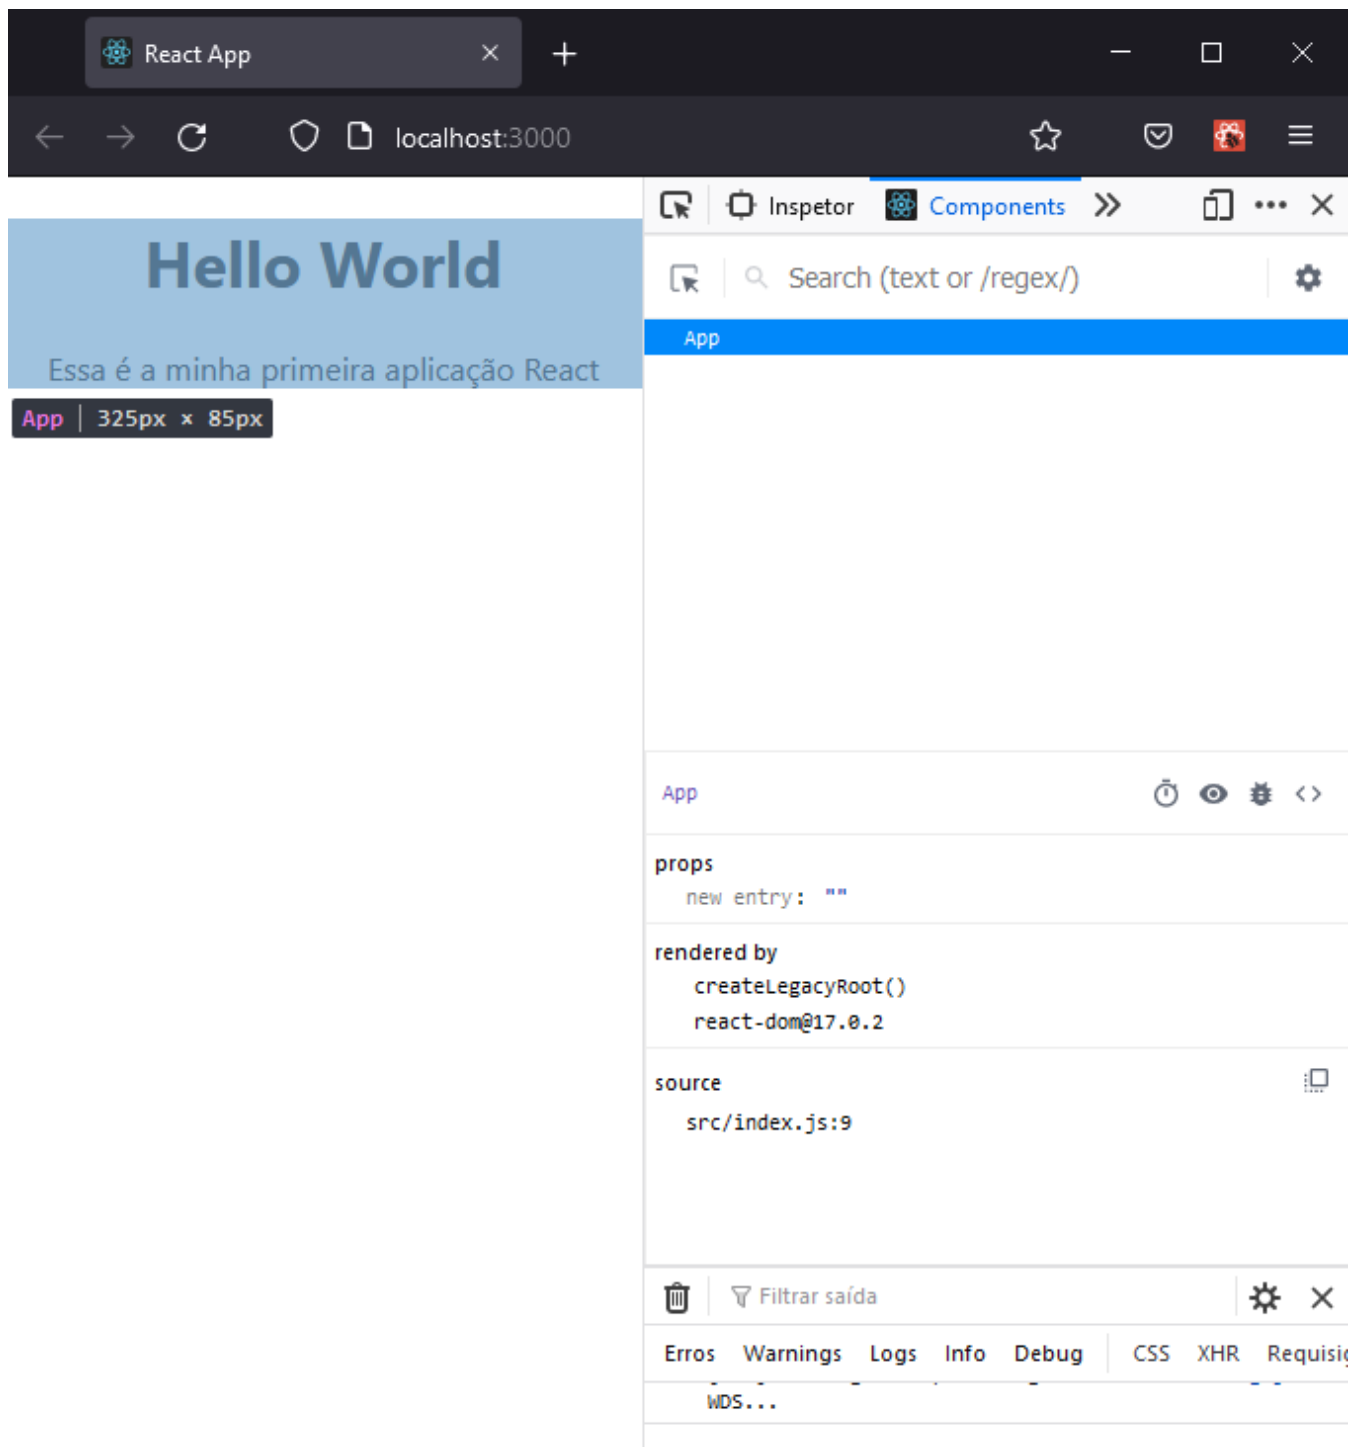 React App
localhost:3000
Inspetor Components
Hello World
Search (text or /regex/)
App
Essa é a minha primeira aplicação React
App | 325px × 85px
App
props
new entry: ""
rendered by
createLegacyRoot()
react-dom@17.0.2
source
src/index.js:9
Filtrar saída
Erros Warnings Logs Info Debug CSS XHR
WDS...